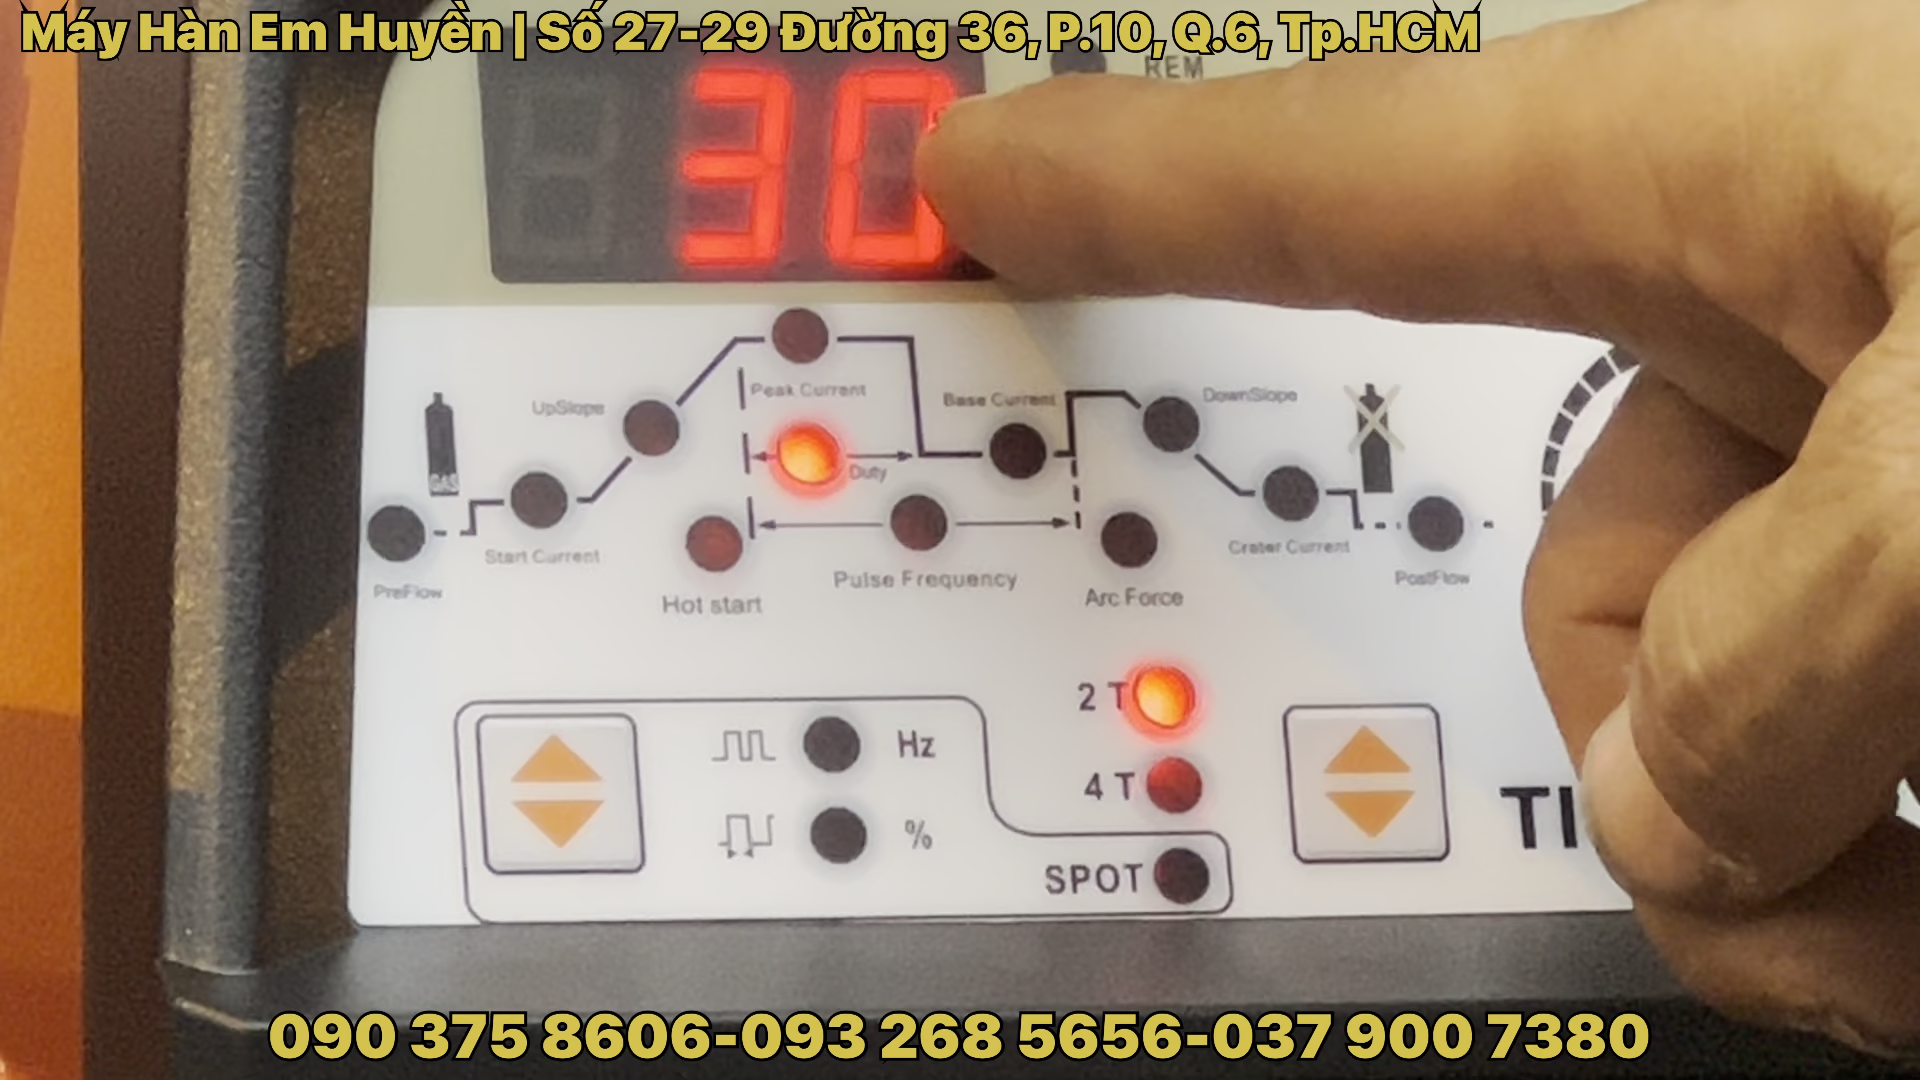 Máy Hàn Em Huyền | Số 27-29 Đường 36, P.10, Q.6, Tp.HCM
REM
30
Peak Current
UpSlope
Base Current
DownSlope
GAS
Duty
Start Current
Crater Current
PreFlow
Hot start
Pulse Frequency
Arc Force
PostFlow
2 T
Hz
4 T
%
SPOT
TI
090 375 8606-093 268 5656-037 900 7380